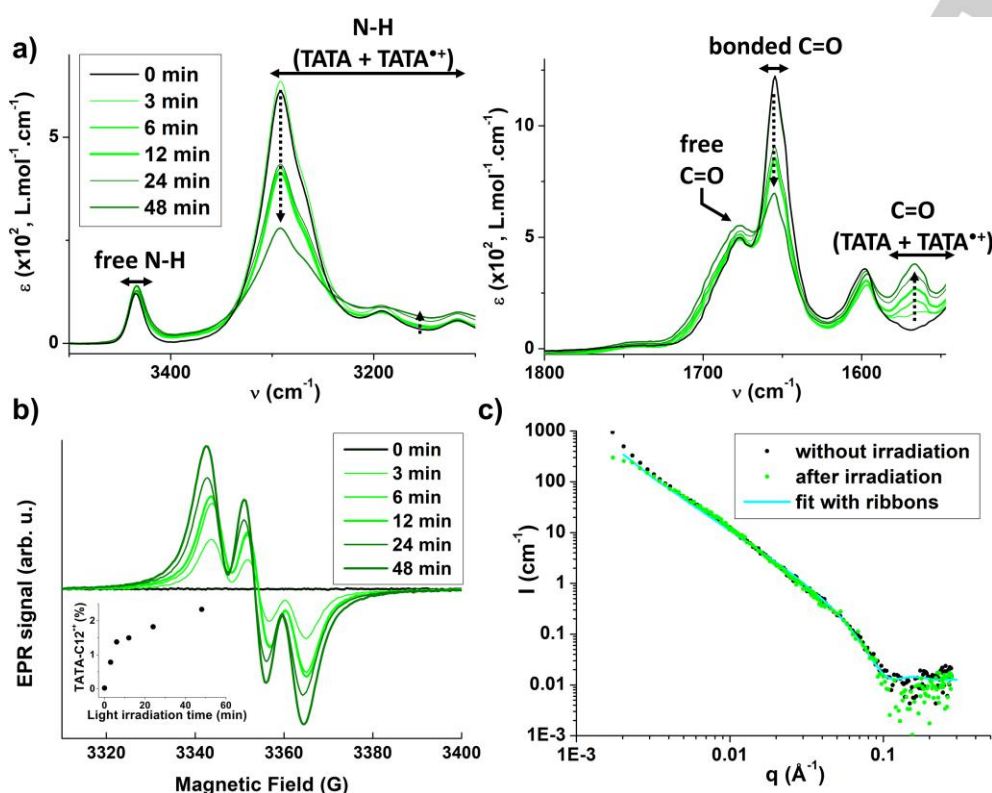 a)
N-H
(TATA + TATA•+)
0 min
3 min
6 min
12 min
24 min
48 min
free N-H
ε (x10², L.mol⁻¹.cm⁻¹)
5
0
3400
3200
ν (cm⁻¹)
bonded C=O
free
C=O
C=O
(TATA + TATA•+)
ε (x10², L.mol⁻¹.cm⁻¹)
10
5
0
1800
1700
1600
ν (cm⁻¹)
b)
0 min
3 min
6 min
12 min
24 min
48 min
EPR signal (arb. u.)
TATA-C12•+ (%)
2
1
0
0
20
40
60
Light irradiation time (min)
3320
3340
3360
3380
3400
Magnetic Field (G)
c)
without irradiation
after irradiation
fit with ribbons
I (cm⁻¹)
1000
100
10
1
0.1
0.01
1E-3
1E-3
0.01
0.1
q (Å⁻¹)